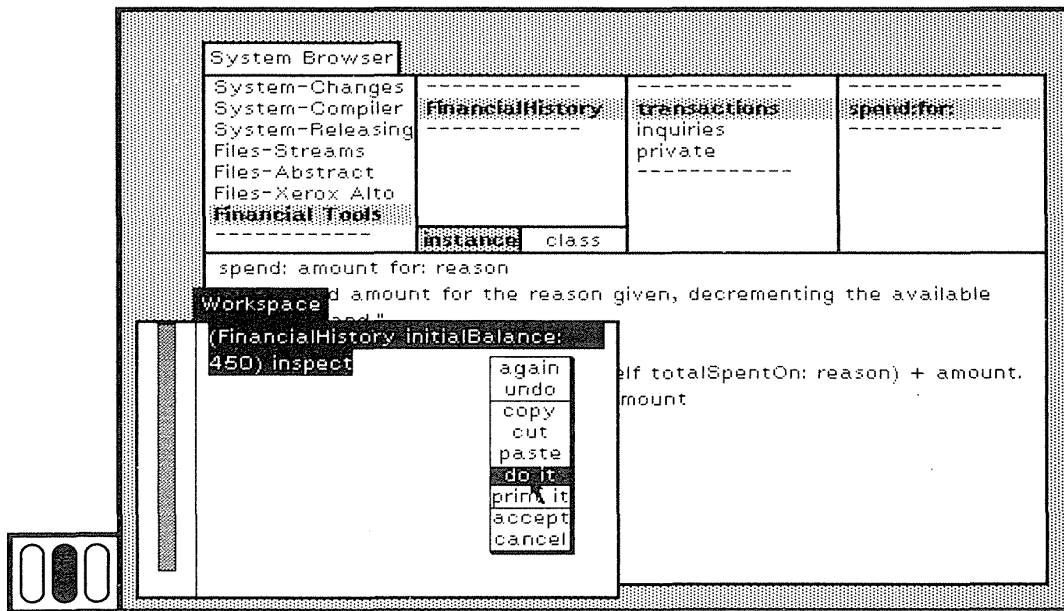 System Browser
System-Changes
System-Compiler
System-Releasing
Files-Streams
Files-Abstract
Files-Xerox Alto
Financial Tools
------------
------------
FinancialHistory
------------
instance class
------------
transactions
inquiries
private
------------
------------
spend:for:
------------
spend: amount for: reason
d amount for the reason given, decrementing the available
and."
elf totalSpentOn: reason) + amount.
mount
Workspace
(FinancialHistory initialBalance:
450) inspect
again
undo
copy
cut
paste
do it
print it
accept
cancel